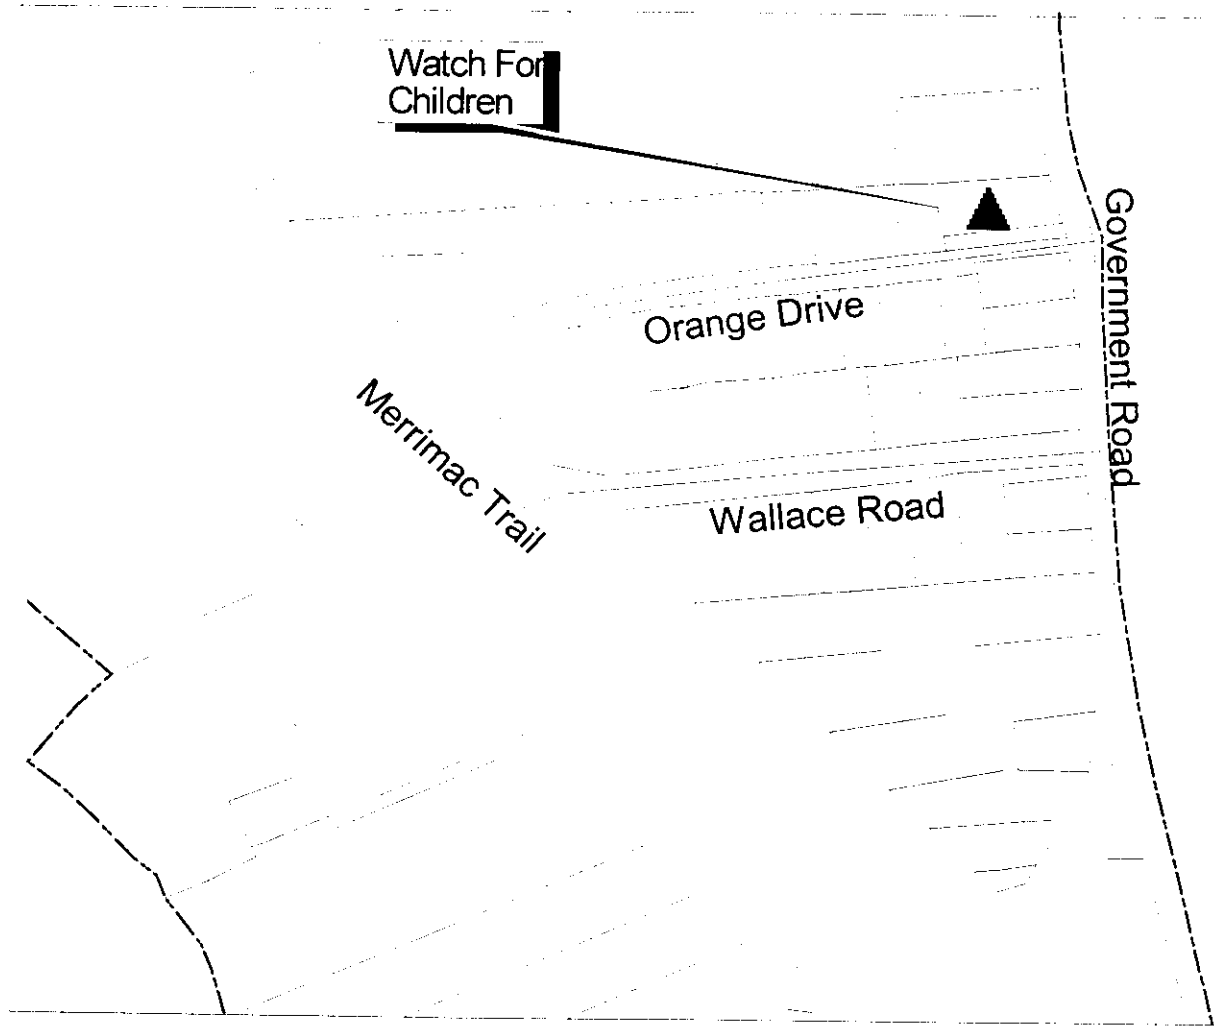 Watch For
Children
Government Road
Orange Drive
Merrimac Trail
Wallace Road